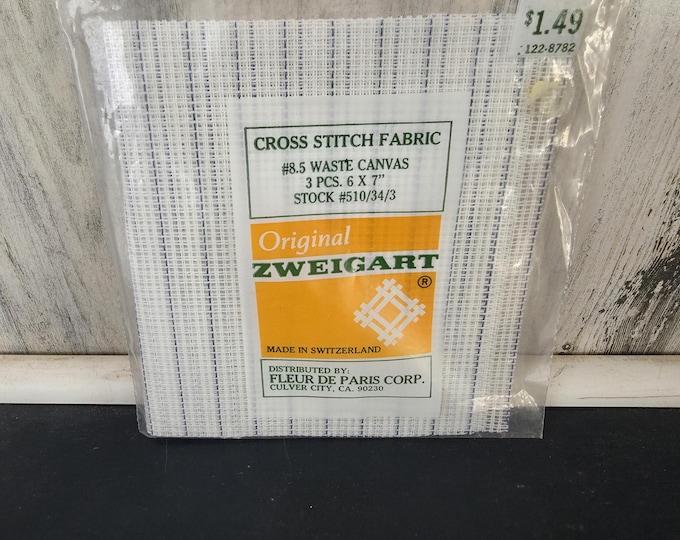 $1.49
122-8782
CROSS STITCH FABRIC
#8.5 WASTE CANVAS
3 PCS. 6 X 7"
STOCK #510/34/3
Original
ZWEIGART
®
MADE IN SWITZERLAND
DISTRIBUTED BY:
FLEUR DE PARIS CORP.
CULVER CITY, CA. 90230